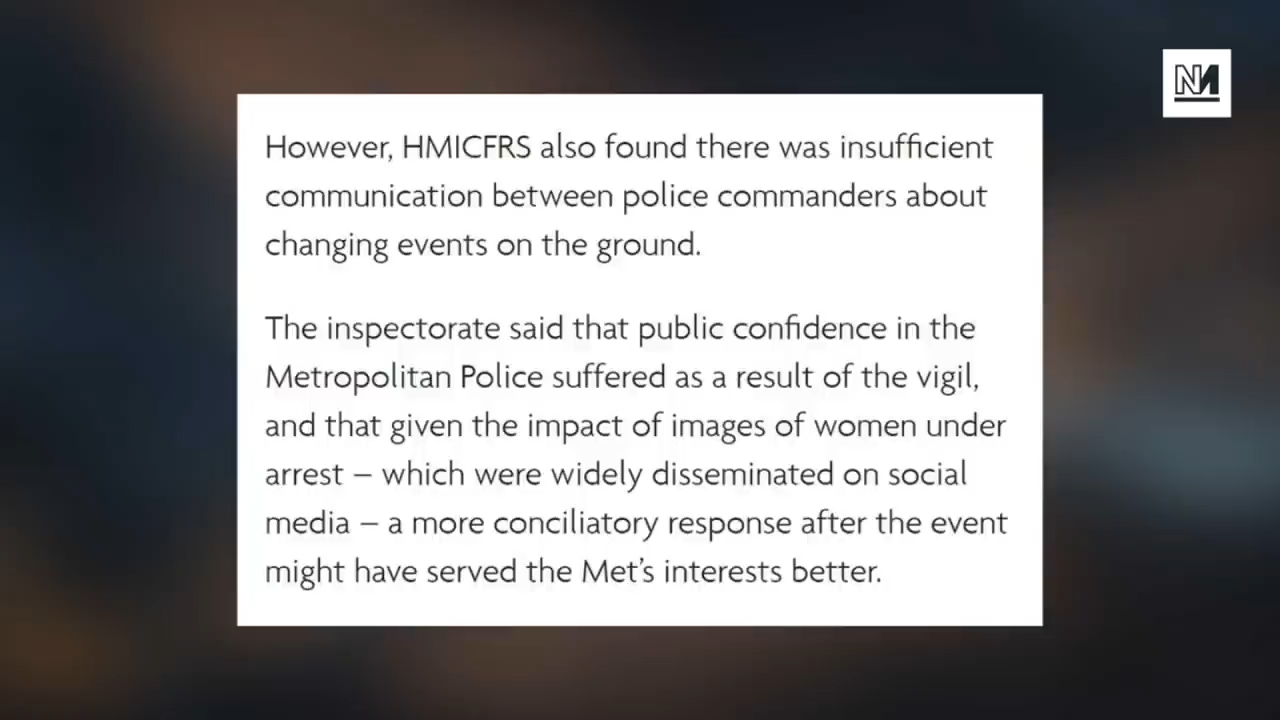 NM
However, HMICFRS also found there was insufficient
communication between police commanders about
changing events on the ground.
The inspectorate said that public confidence in the
Metropolitan Police suffered as a result of the vigil,
and that given the impact of images of women under
arrest – which were widely disseminated on social
media – a more conciliatory response after the event
might have served the Met’s interests better.